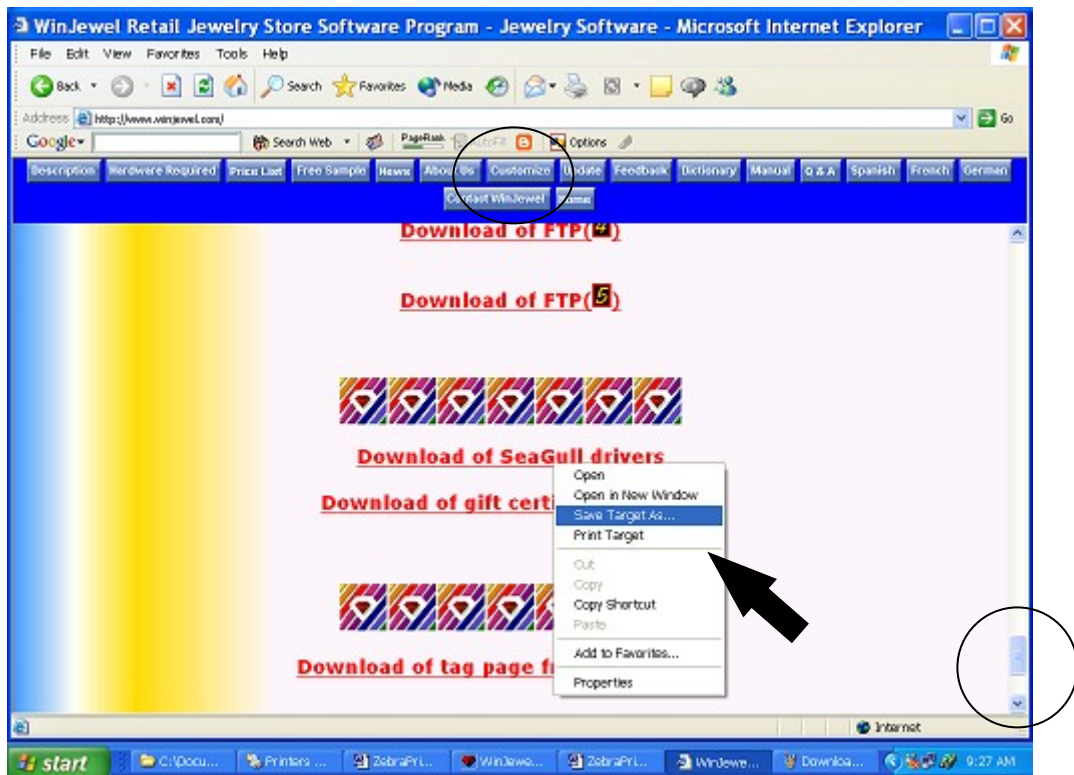 WinJewel Retail Jewelry Store Software Program - Jewelry Software - Microsoft Internet Explorer
File Edit View Favorites Tools Help
Back Search Favorites Media
Address http://www.winjewel.com/ Go
Google Search Web PageRank AutoFill Options
Description Hardware Required Price List Free Sample News About Us Customize Update Feedback Dictionary Manual Q & A Spanish French German
Contact WinJewel Home
Download of FTP(4)
Download of FTP(5)
Download of SeaGull drivers
Download of gift certi
Download of tag page f
Open
Open in New Window
Save Target As...
Print Target
Cut
Copy
Copy Shortcut
Paste
Add to Favorites...
Properties
Internet
start C:\Docu... Printers ... ZebraPri... WinJewe... ZebraPri... WinJewe... Downloa... 9:27 AM